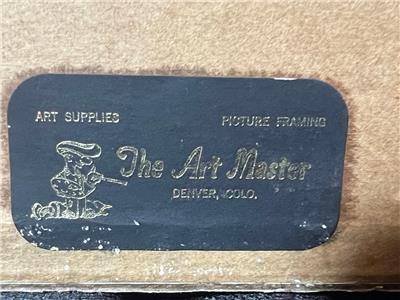 ART SUPPLIES PICTURE FRAMING
The Art Master
DENVER, COLO.